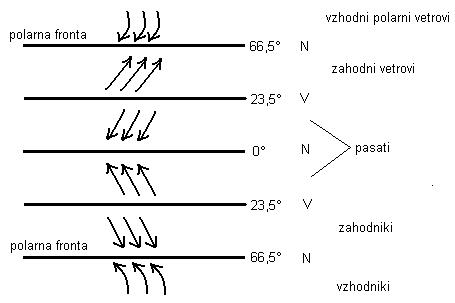 vzhodni polarni vetrovi
polarna fronta
66,5° N
zahodni vetrovi
23,5° V
0° N
pasati
23,5° V
zahodniki
polarna fronta
66,5° N
vzhodniki